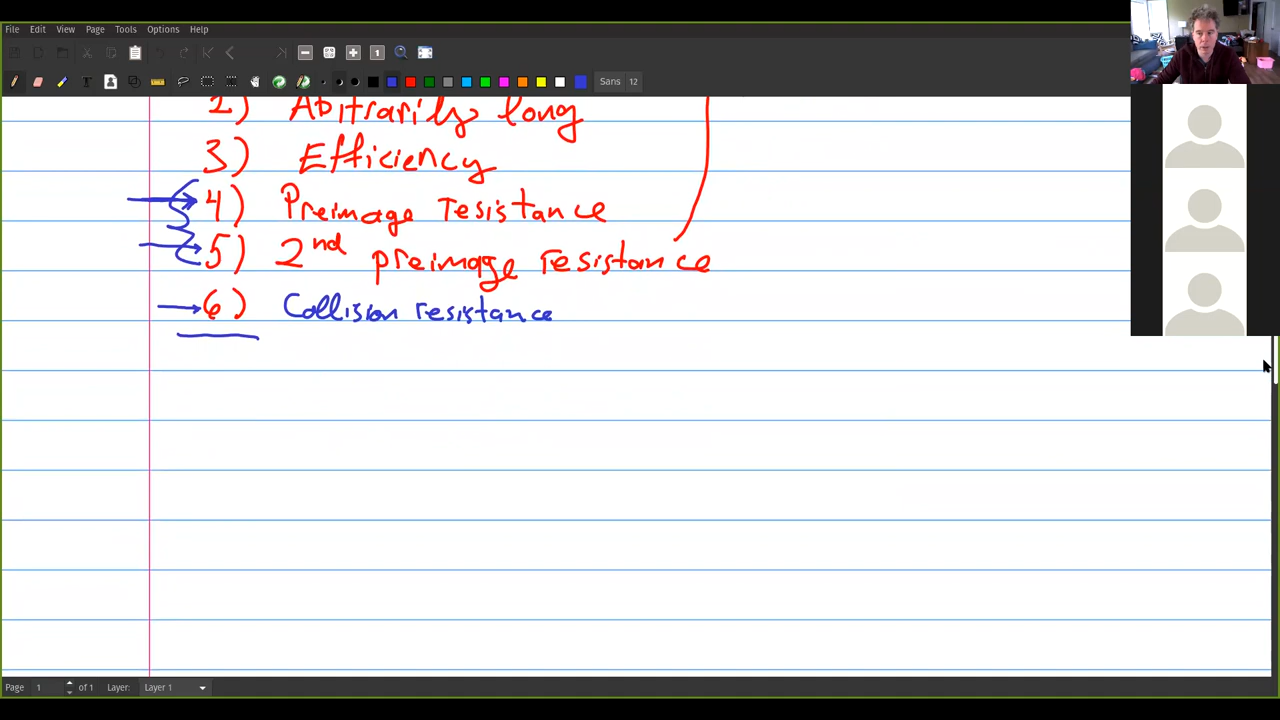 File Edit View Page Tools Options Help
Sans 12
2) Abitrarily long
3) Efficiency
4) Preimage resistance
5) 2nd preimage resistance
6) Collision resistance
Page 1 of 1 Layer: Layer 1